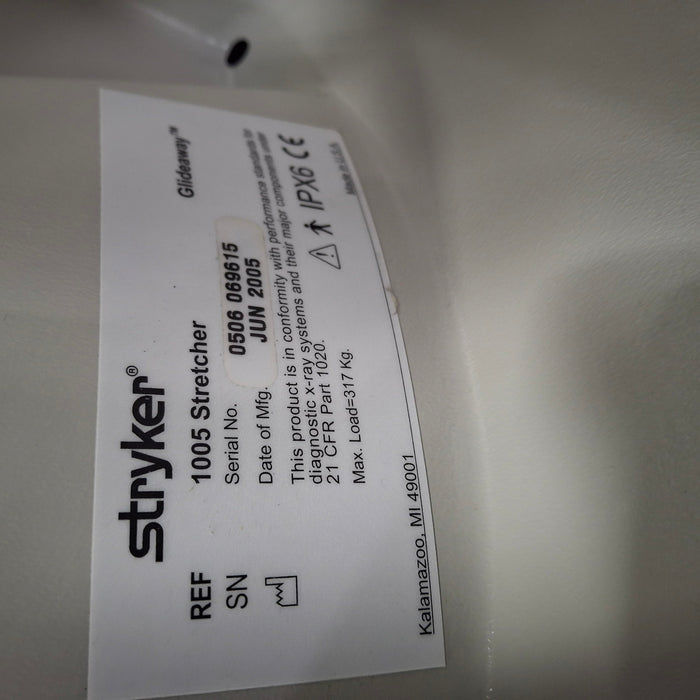 stryker®
REF 1005 Stretcher Glideaway™
SN Serial No. 0506 069615
Date of Mfg. JUN 2005
This product is in conformity with performance standards for
diagnostic x-ray systems and their major components under
21 CFR Part 1020.
IPX6 CE
Max. Load=317 Kg.
Kalamazoo, MI 49001 Made in U.S.A.